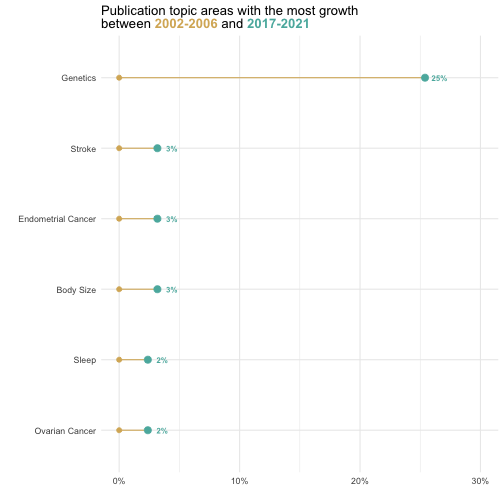 Publication topic areas with the most growth
between 2002-2006 and 2017-2021
Genetics
25%
Stroke
3%
Endometrial Cancer
3%
Body Size
3%
Sleep
2%
Ovarian Cancer
2%
0%
10%
20%
30%